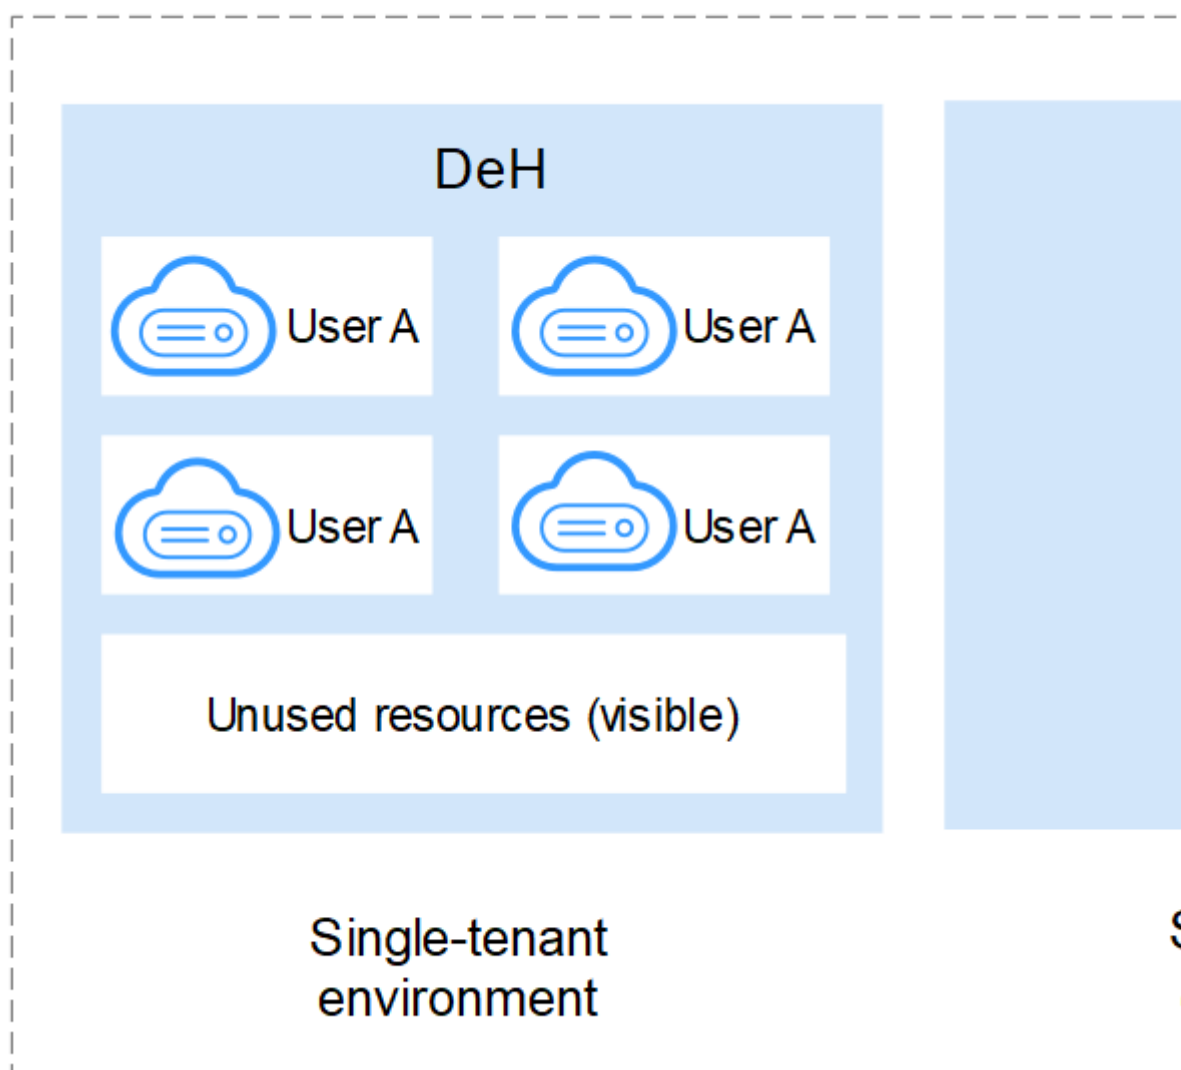 DeH
User A
User A
User A
User A
Unused resources (visible)
Single-tenant
environment